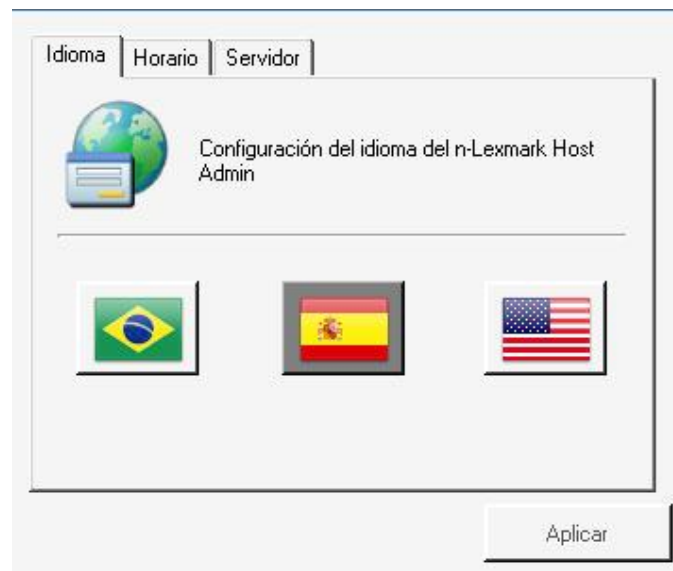 Idioma
Horario
Servidor
Configuración del idioma del n-Lexmark Host
Admin
Aplicar